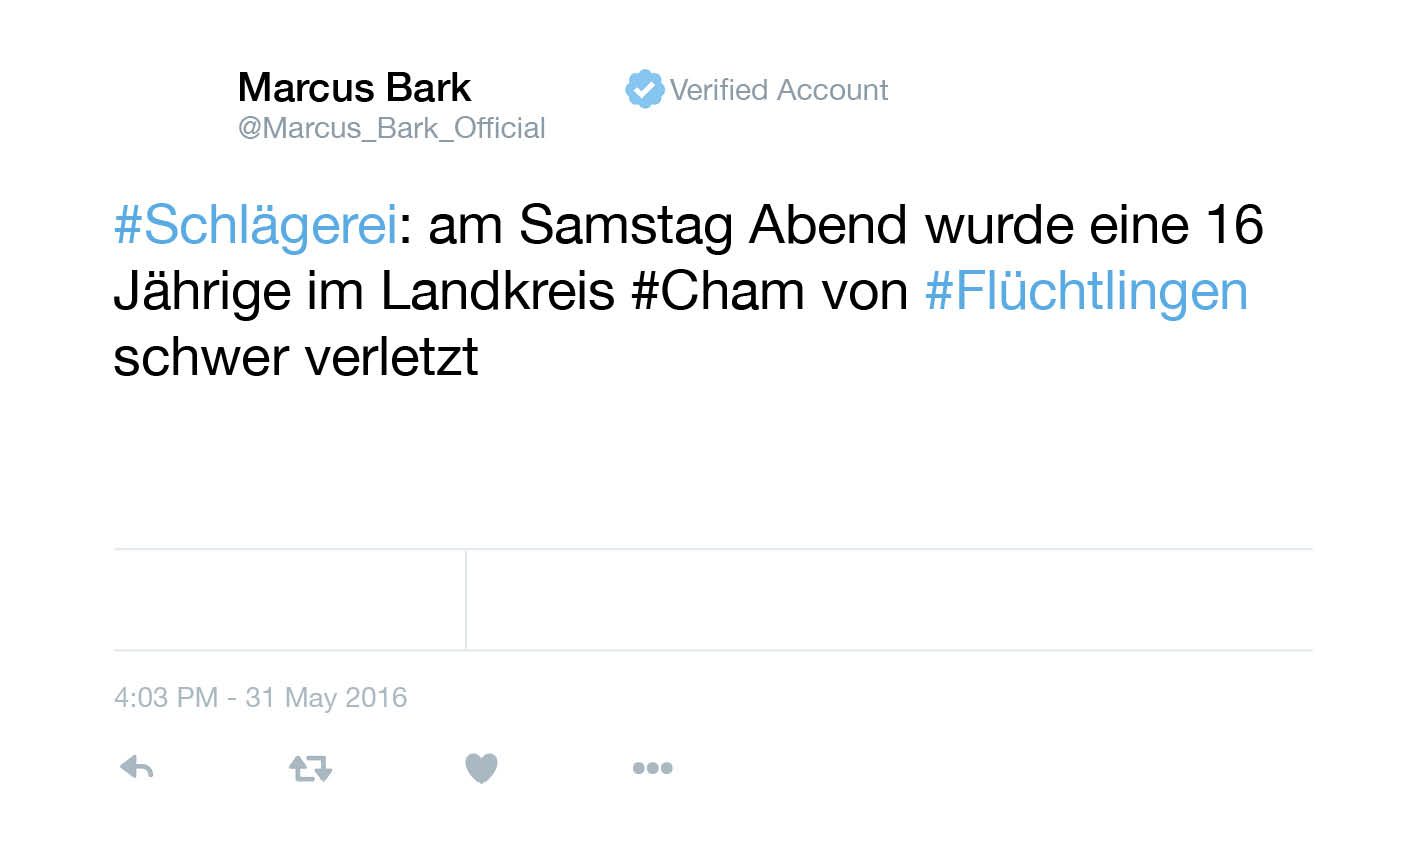 Marcus Bark
Verified Account
@Marcus_Bark_Official
#Schlägerei: am Samstag Abend wurde eine 16
Jährige im Landkreis #Cham von #Flüchtlingen
schwer verletzt
4:03 PM - 31 May 2016